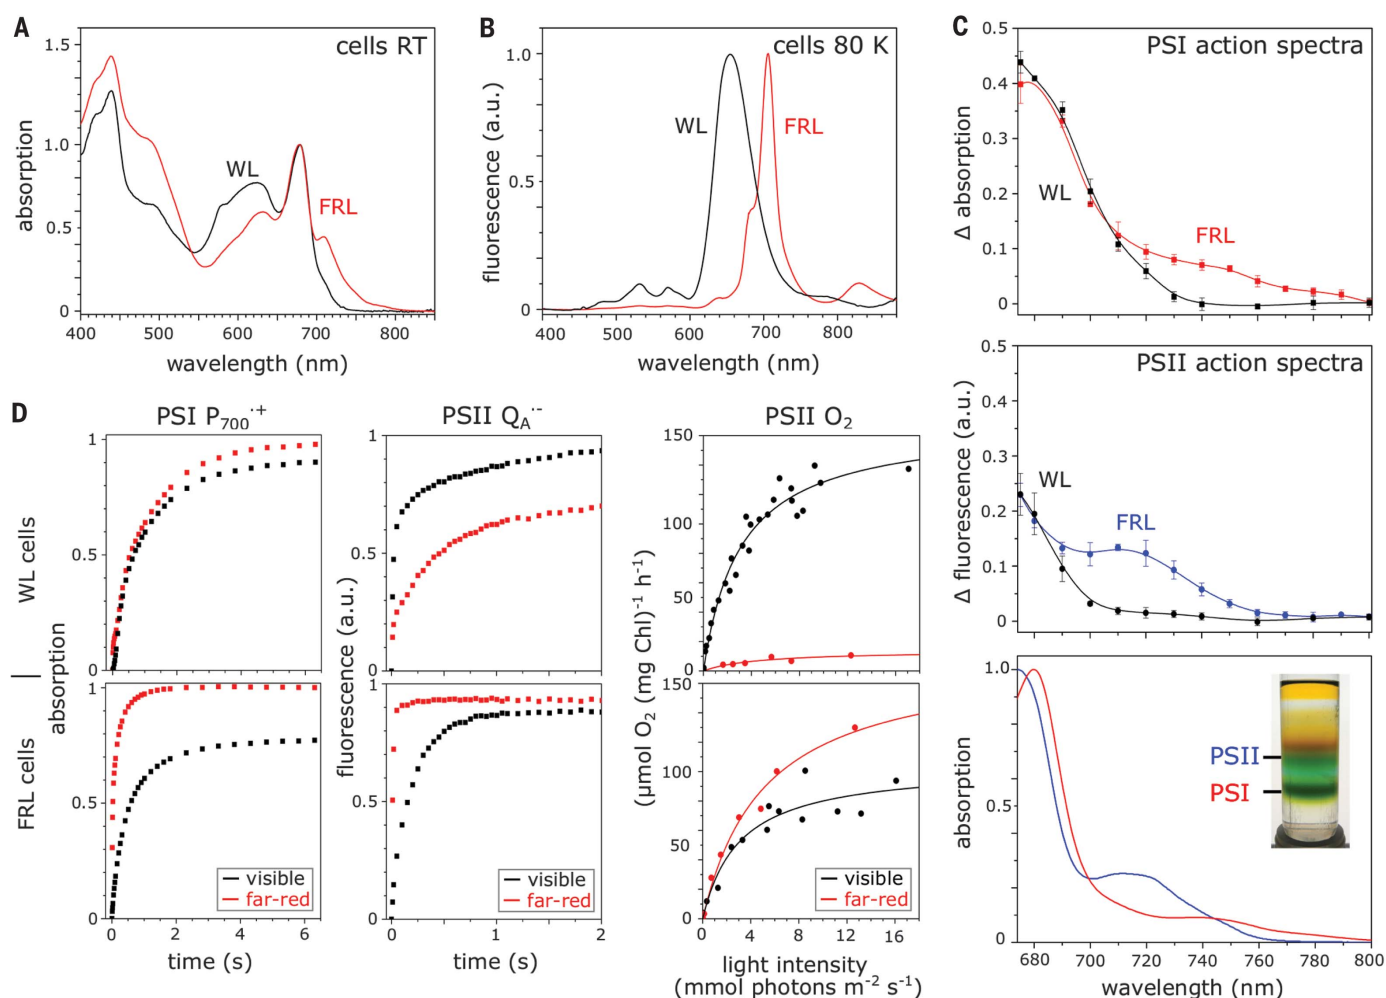 A
cells RT
absorption
1.5
1.0
0.5
0
WL
FRL
400
500
600
700
800
wavelength (nm)
B
cells 80 K
fluorescence (a.u.)
1.0
0.5
0
WL
FRL
400
500
600
700
800
wavelength (nm)
C
PSI action spectra
Δ absorption
0.5
0.4
0.3
0.2
0.1
0
WL
FRL
PSII action spectra
Δ fluorescence (a.u.)
0.5
0.4
0.3
0.2
0.1
0
WL
FRL
absorption
1.0
0.5
0
PSII
PSI
680
700
720
740
760
780
800
wavelength (nm)
D
PSI P700·+
PSII QA·-
PSII O2
WL cells
FRL cells
absorption
1
0.5
0
1
0.5
0
visible
far-red
0
2
4
6
time (s)
fluorescence (a.u.)
1
0.5
0
1
0.5
0
visible
far-red
0
1
2
time (s)
(μmol O2 (mg Chl)-1 h-1
150
100
50
0
150
100
50
0
visible
far-red
0
4
8
12
16
light intensity
(mmol photons m-2 s-1)